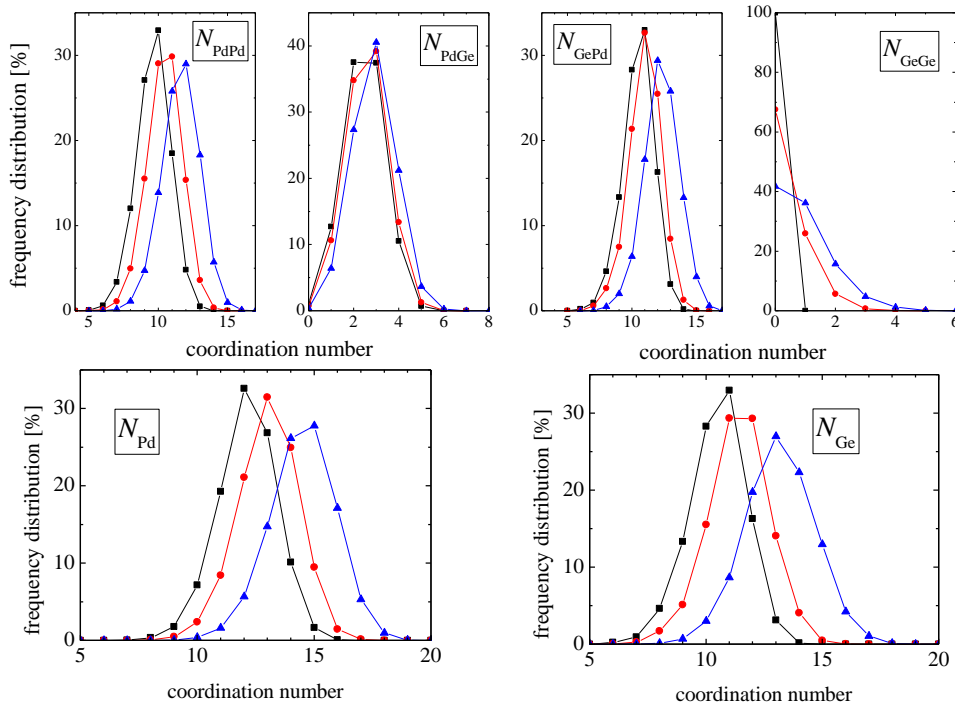 frequency distribution [%]
30
20
10
0
N_PdPd
5 10 15
40
30
20
10
0
N_PdGe
0 2 4 6 8
coordination number
30
20
10
0
N_GePd
5 10 15
100
80
60
40
20
0
N_GeGe
0 2 4 6
coordination number
frequency distribution [%]
30
20
10
0
N_Pd
5 10 15 20
coordination number
frequency distribution [%]
30
20
10
0
N_Ge
5 10 15 20
coordination number